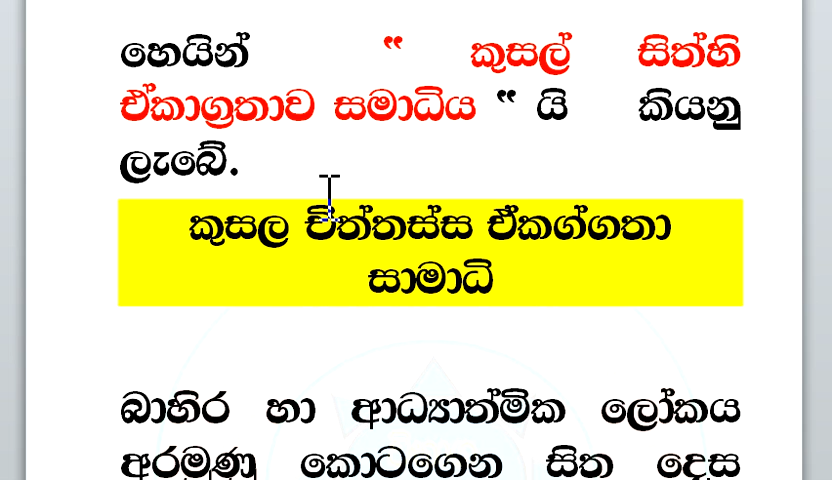 හෙයින් “ කුසල් සිත්හි
ඒකාග්‍රතාව සමාධිය “ යි කියනු
ලැබේ.
කුසල චිත්තස්ස ඒකග්ගතා
සාමාධි
බාහිර හා ආධ්‍යාත්මික ලෝකය
අරමුණු කොටගෙන සිත දෙස